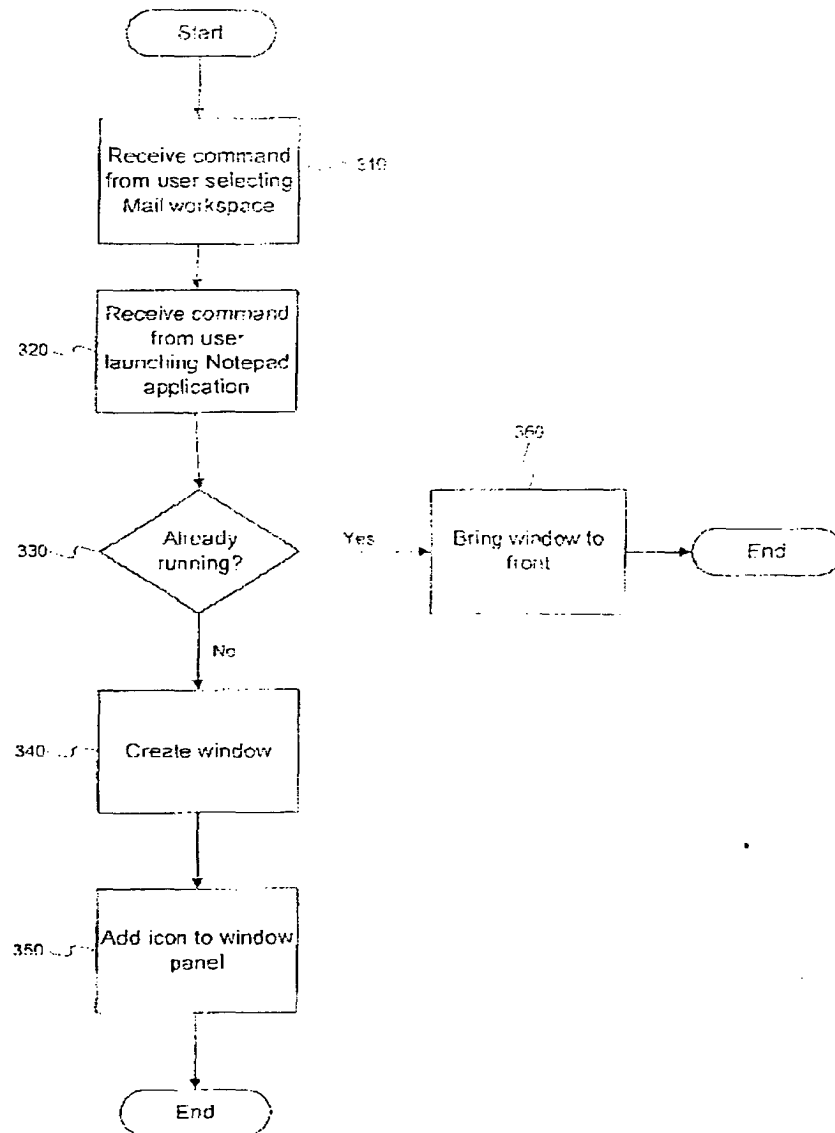 Start
Receive command
from user selecting
Mail workspace
310
Receive command
from user
launching Notepad
application
320
Already
running?
330
Yes
360
Bring window to
front
End
No
340
Create window
350
Add icon to window
panel
End